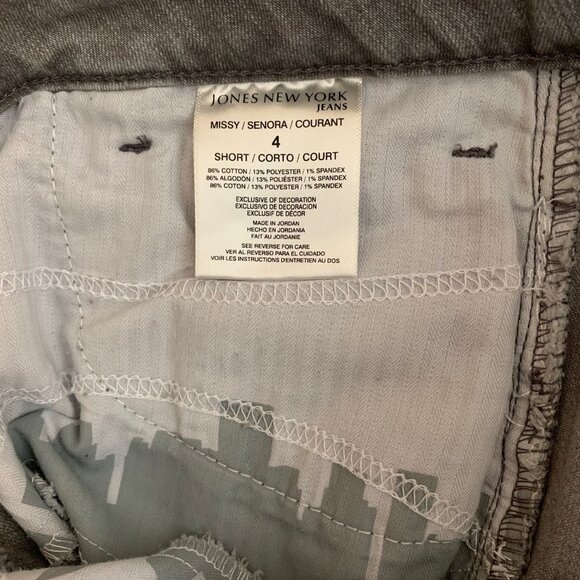 JONES NEW YORK
JEANS
MISSY / SENORA / COURANT
4
SHORT / CORTO / COURT
86% COTTON / 13% POLYESTER / 1% SPANDEX
86% ALGODÓN / 13% POLIÉSTER / 1% SPANDEX
86% COTON / 13% POLYESTER / 1% SPANDEX
EXCLUSIVE OF DECORATION
EXCLUSIVO DE DECORACION
EXCLUSIF DE DÉCOR
MADE IN JORDAN
HECHO EN JORDANIA
FAIT AU JORDANIE
SEE REVERSE FOR CARE
VER AL REVERSO PARA EL CUIDADO
VOIR LES INSTRUCTIONS D'ENTRETIEN AU DOS